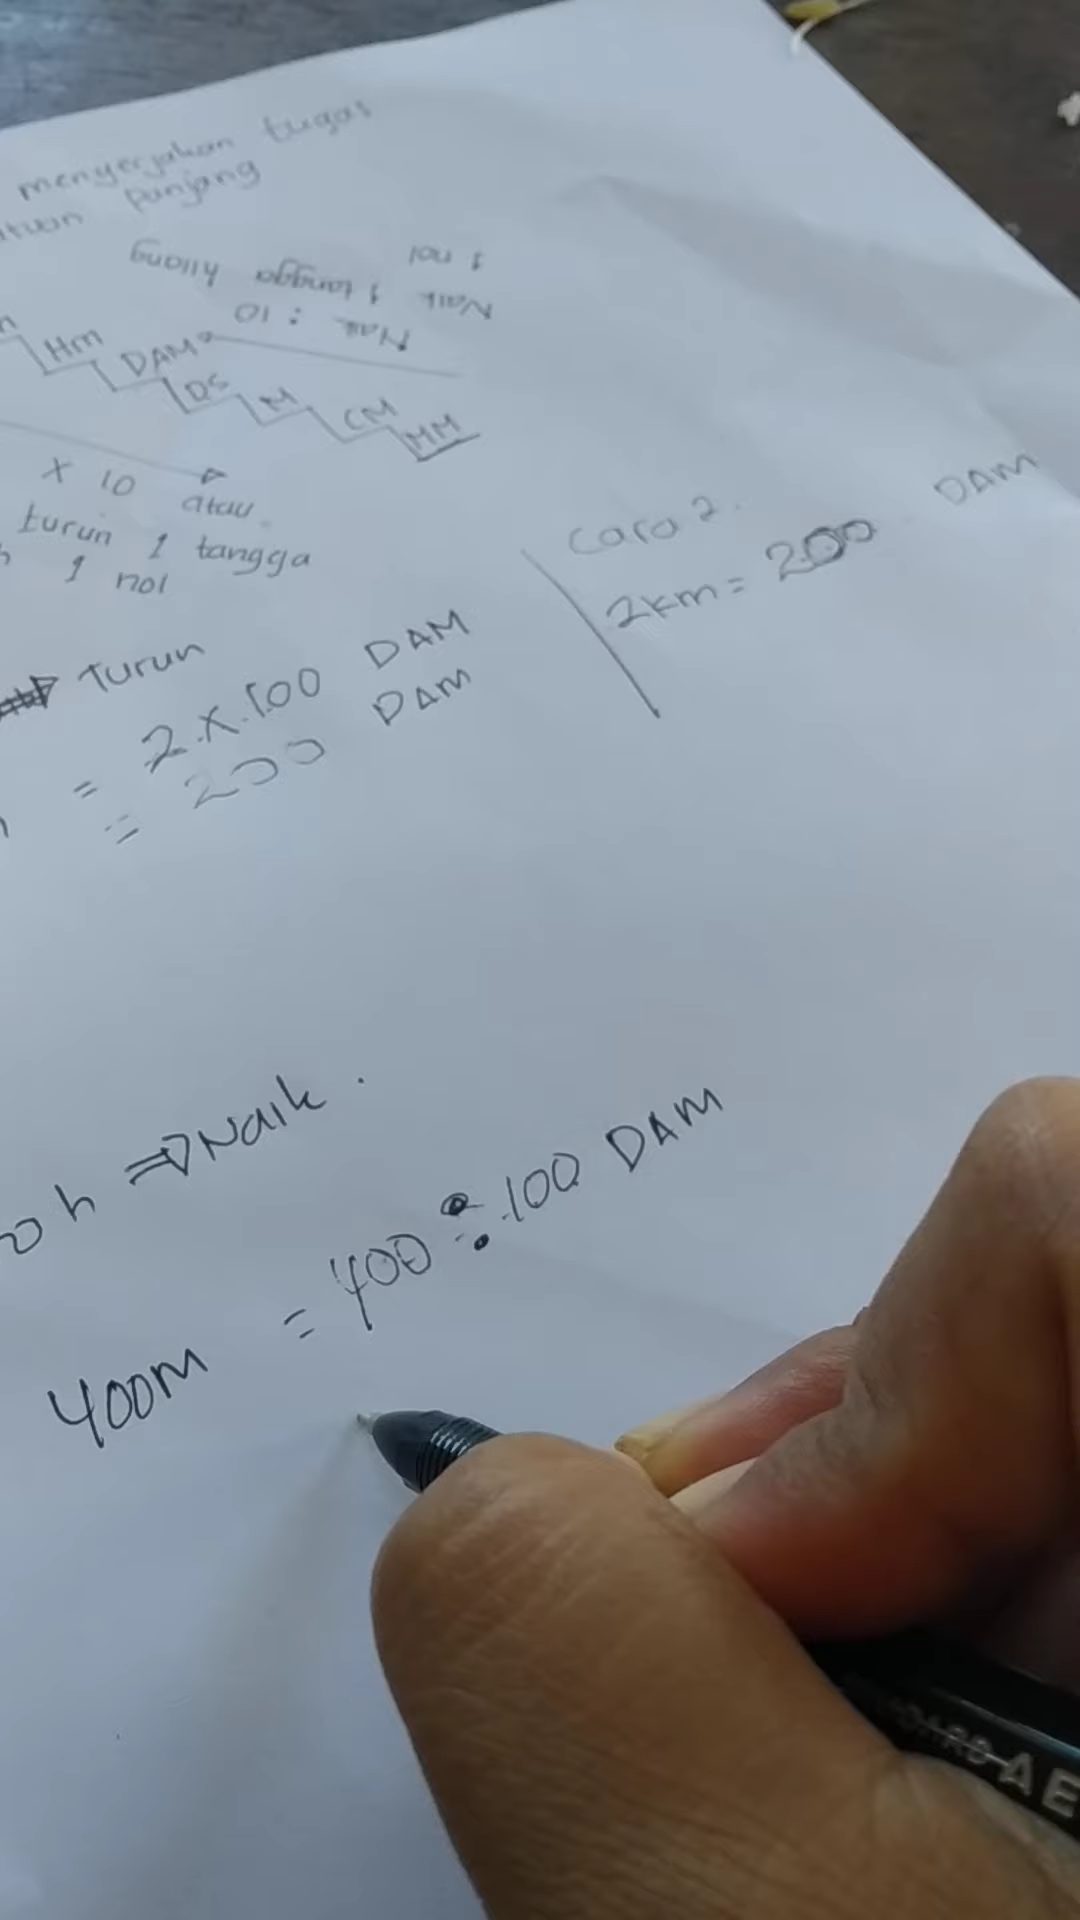 menyerjakan tugas
panjang
1 nol
Naik 1 tangga hilang
Naik : 10
Hm
DAM
DS
M
CM
MM
X 10 atau
turun 1 tangga
1 nol
Cara 2.
2km = 200 DAM
Turun
= 2 X 100 DAM
= 200 DAM
h ⇒ Naik .
400M = 400 : 100 DAM